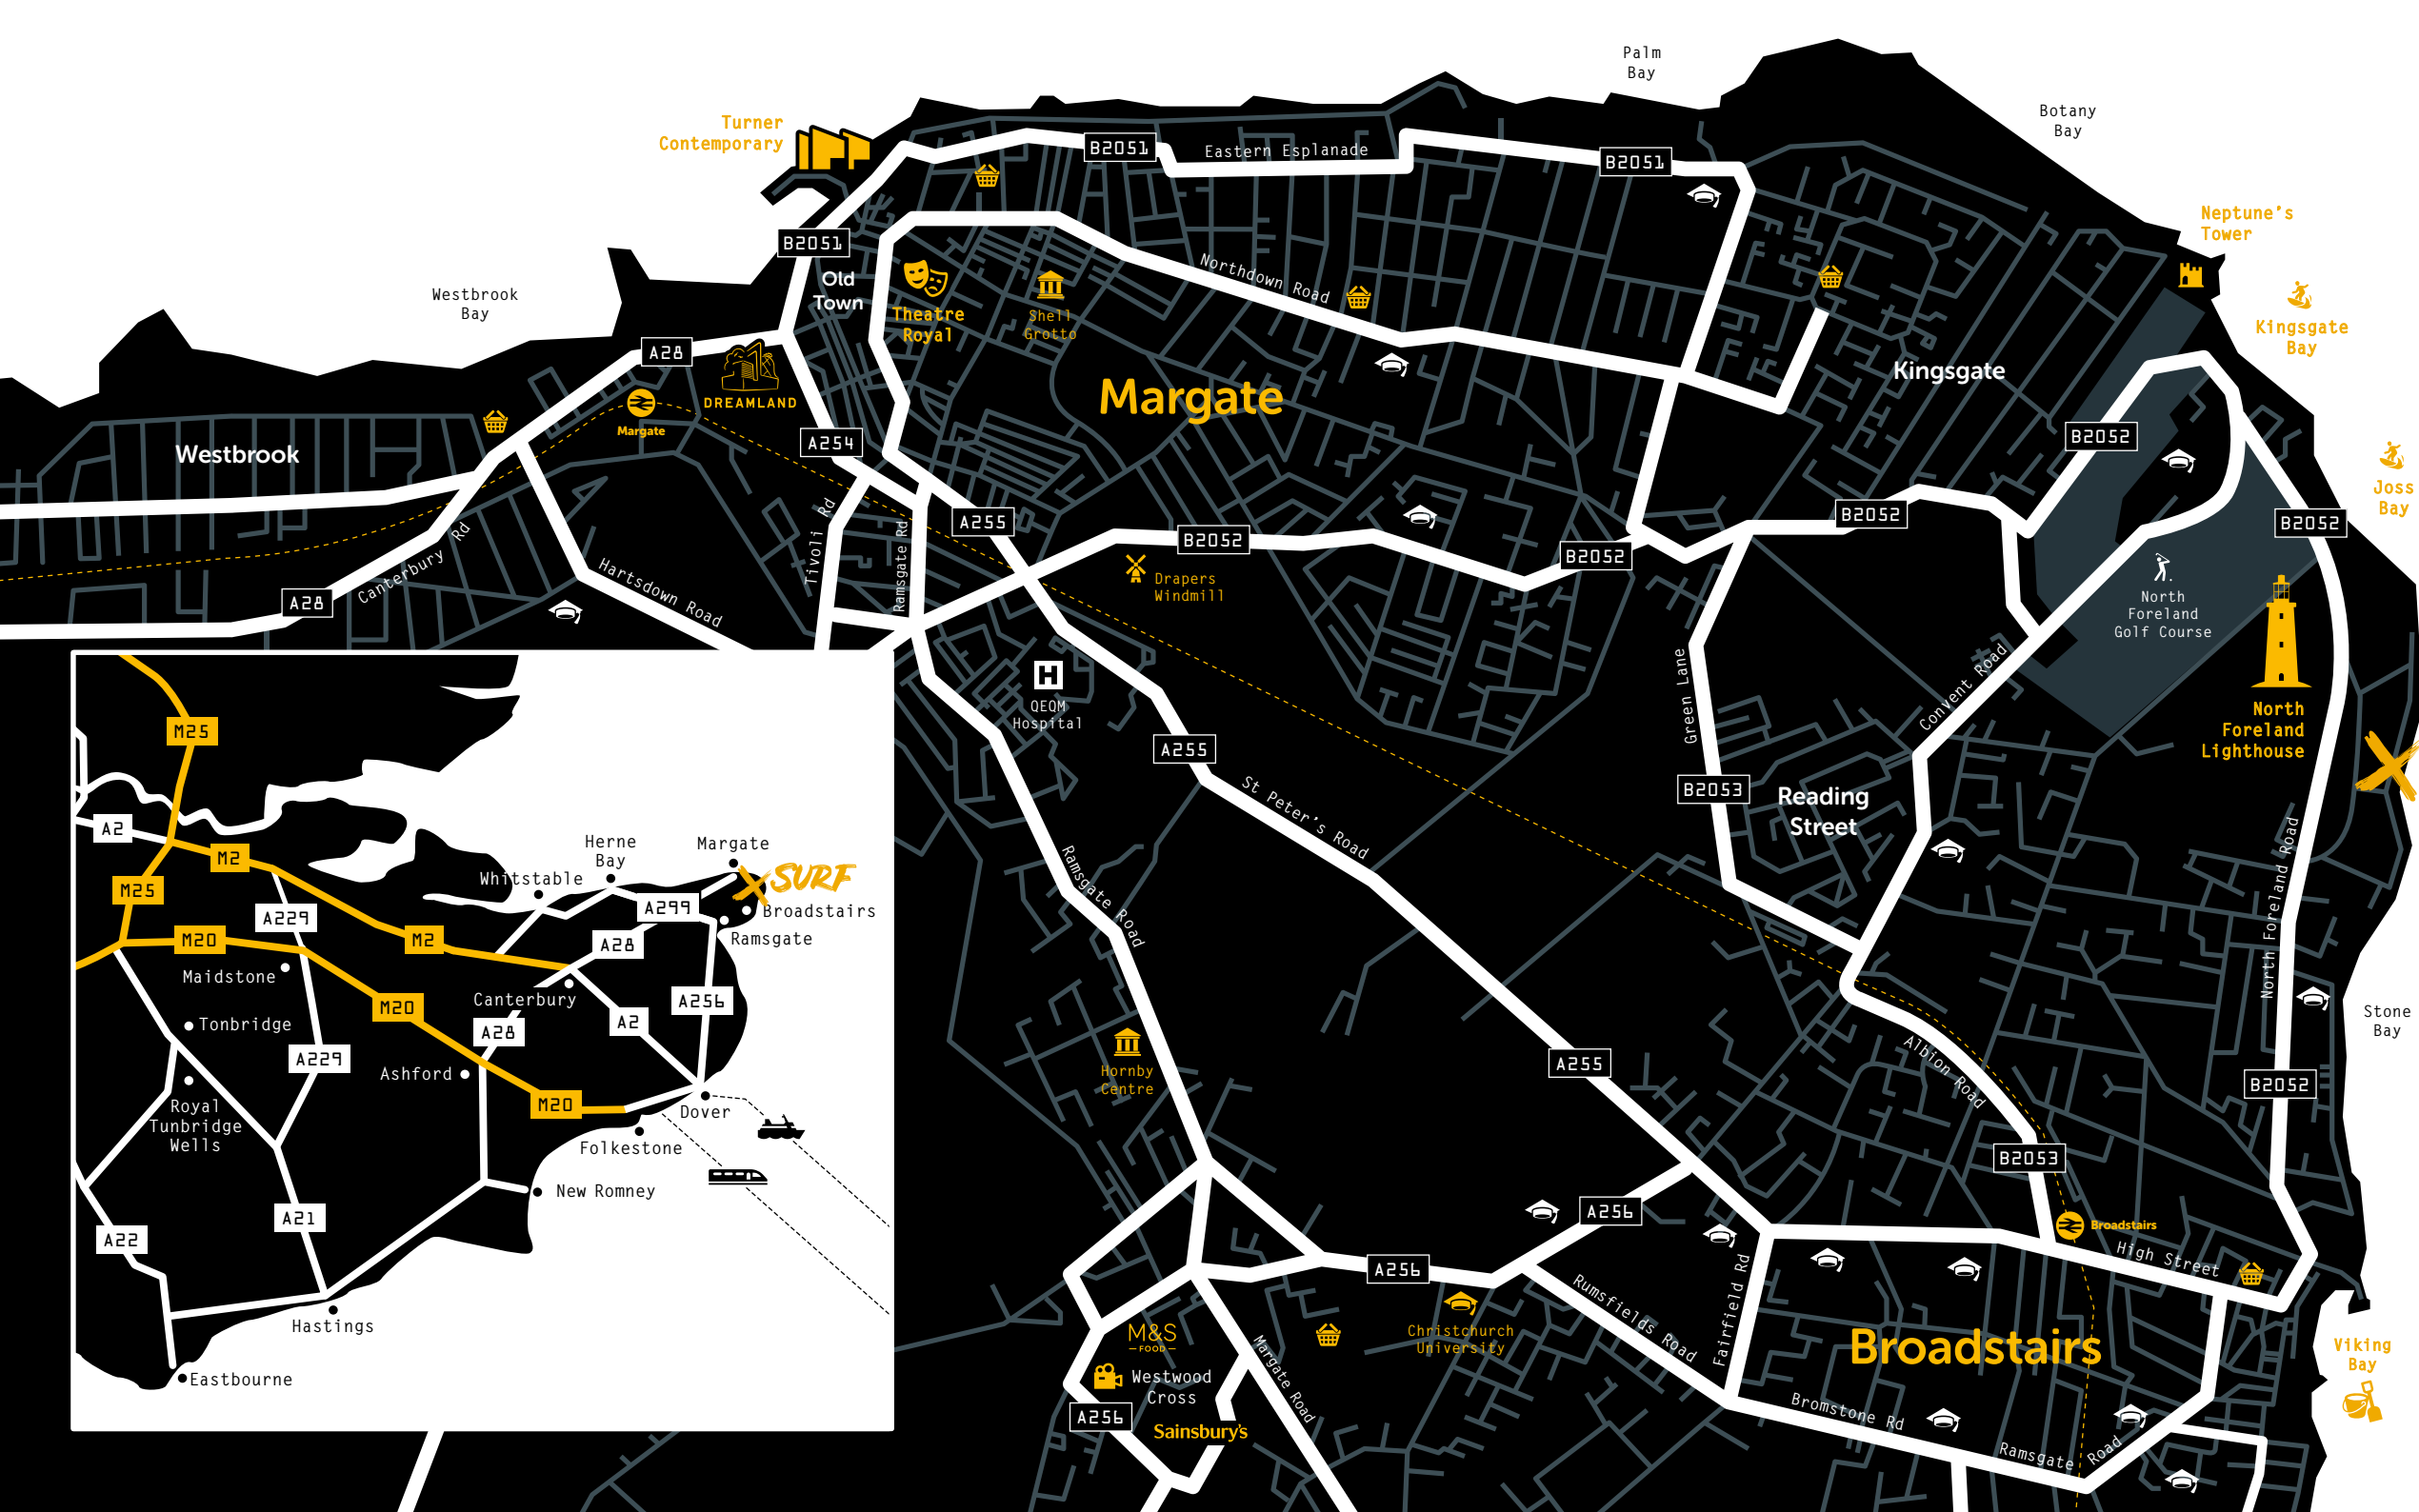 Palm
Bay
Botany
Bay
Turner
Contemporary
B2051
Eastern Esplanade
B2051
Neptune's
Tower
B2051
Old
Town
Theatre
Royal
Shell
Grotto
Northdown Road
Westbrook
Bay
Kingsgate
Bay
A28
DREAMLAND
Margate
Margate
Kingsgate
Westbrook
A254
B2052
Joss
Bay
Tivoli Rd
Ramsgate Rd
A255
B2052
B2052
B2052
B2052
Canterbury Rd
A28
Hartsdown Road
Drapers
Windmill
North
Foreland
Golf Course
QEQM
Hospital
H
Green Lane
Convent Road
North
Foreland
Lighthouse
A255
St Peter's Road
B2053
Reading
Street
Ramsgate Road
North Foreland Road
Stone
Bay
Hornby
Centre
A255
Albion Road
B2052
B2053
A256
Broadstairs
High Street
A256
Rumsfields Road
Fairfield Rd
M&S
FOOD
Westwood
Cross
A256
Sainsbury's
Margate Road
Christchurch
University
Broadstairs
Viking
Bay
Bromstone Rd
Ramsgate Road
M25
A2
M2
M25
A229
M20
M2
Herne
Bay
Margate
Whitstable
SURF
A299
Broadstairs
Ramsgate
A28
Maidstone
Canterbury
A256
M20
A2
A28
Tonbridge
A229
Ashford
M20
Royal
Tunbridge
Wells
Dover
Folkestone
New Romney
A21
A22
Hastings
Eastbourne